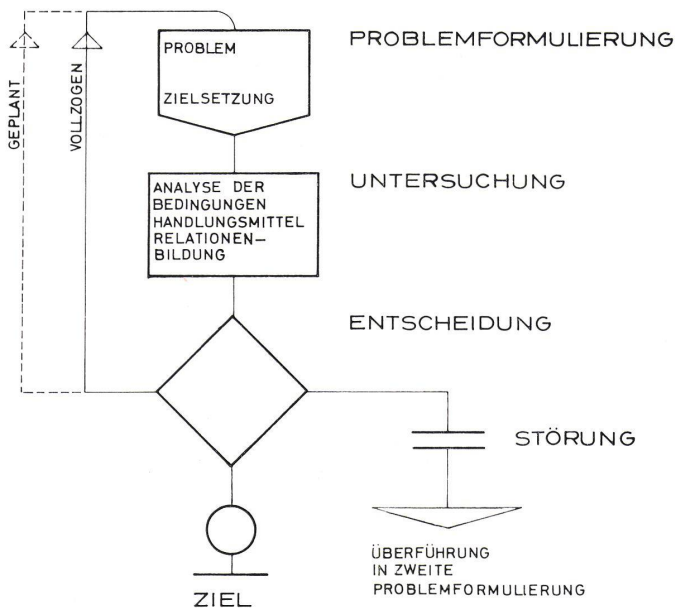 PROBLEMFORMULIERUNG
PROBLEM
ZIELSETZUNG
GEPLANT
VOLLZOGEN
UNTERSUCHUNG
ANALYSE DER
BEDINGUNGEN
HANDLUNGSMITTEL
RELATIONEN-
BILDUNG
ENTSCHEIDUNG
STÖRUNG
ÜBERFÜHRUNG
IN ZWEITE
PROBLEMFORMULIERUNG
ZIEL